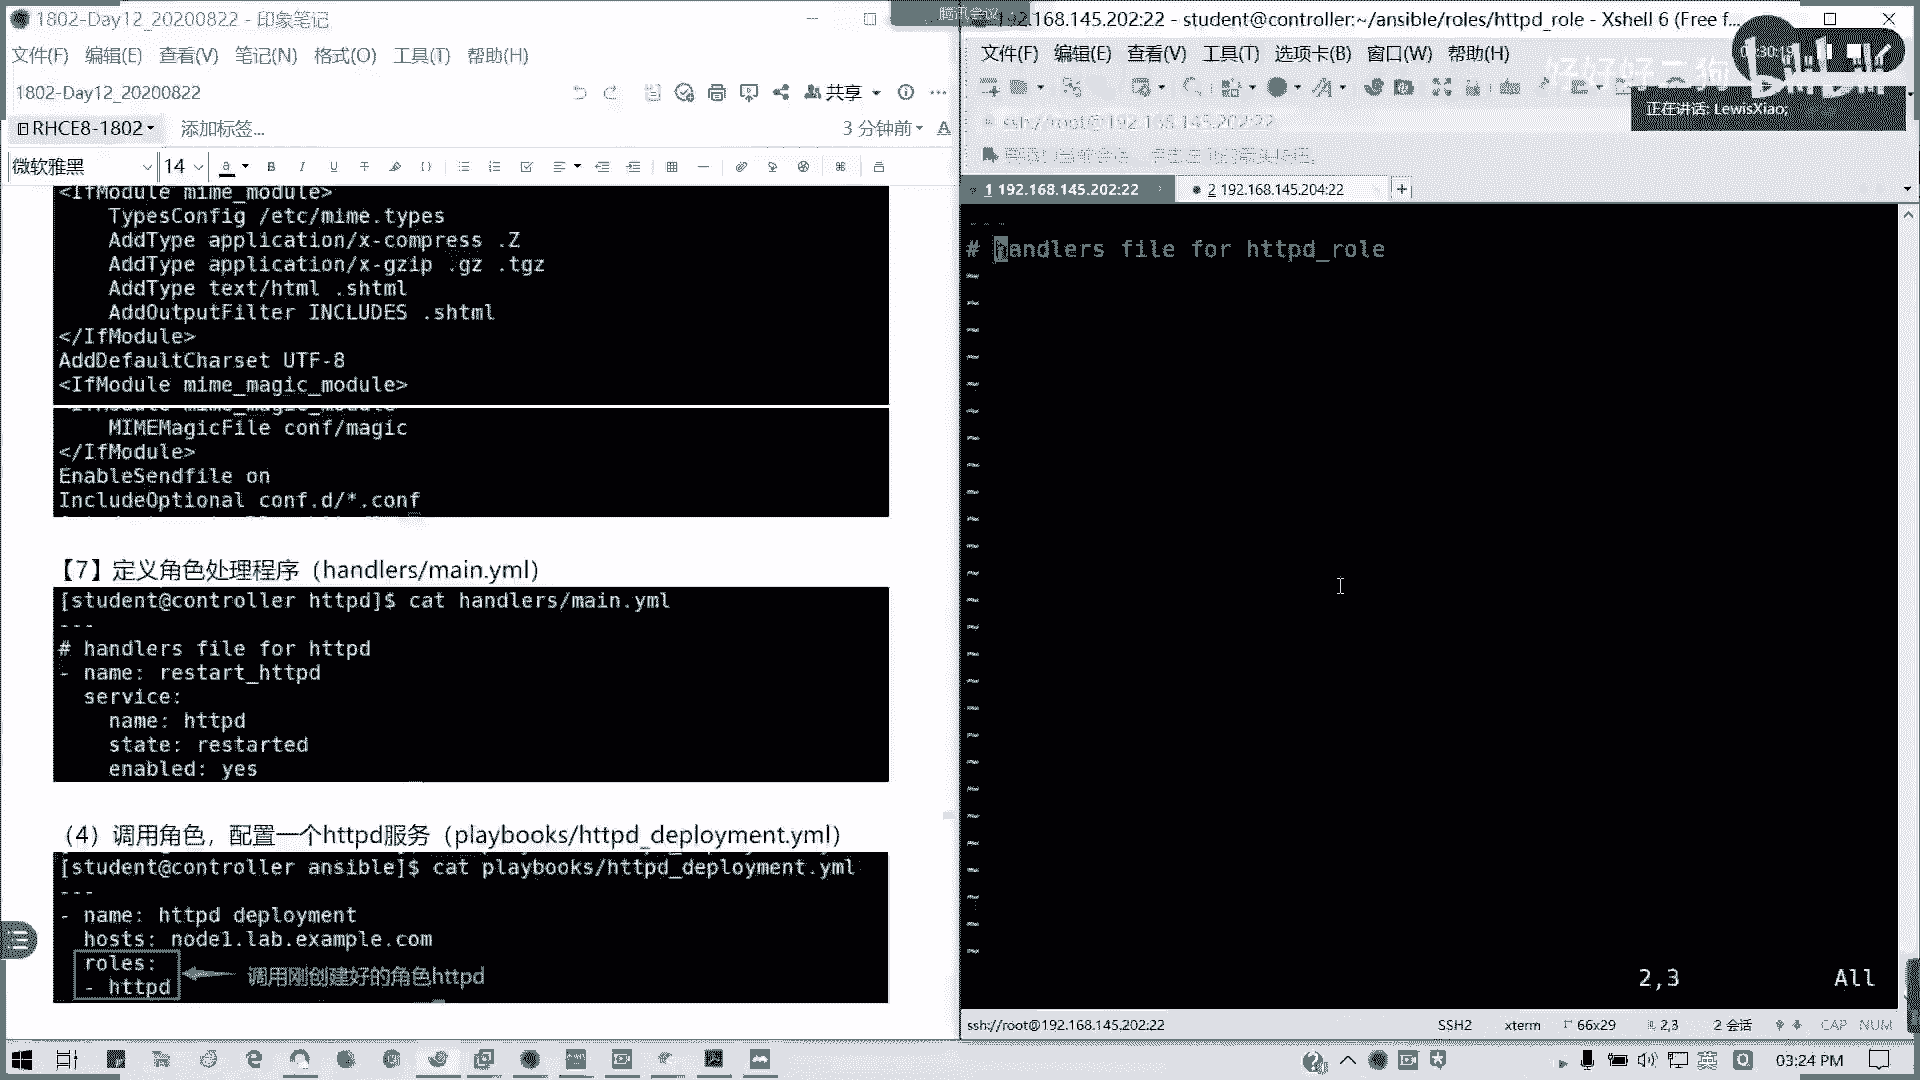 1802-Day12_20200822 - 印象笔记
文件(F) 编辑(E) 查看(V) 笔记(N) 格式(O) 工具(T) 帮助(H)
1802-Day12_20200822
共享
RHCE8-1802
添加标签...
3 分钟前
微软雅黑
14
<IfModule mime_module>
TypesConfig /etc/mime.types
AddType application/x-compress .Z
AddType application/x-gzip .gz .tgz
AddType text/html .shtml
AddOutputFilter INCLUDES .shtml
</IfModule>
AddDefaultCharset UTF-8
<IfModule mime_magic_module>
MIMEMagicFile conf/magic
</IfModule>
EnableSendfile on
IncludeOptional conf.d/*.conf
【7】定义角色处理程序（handlers/main.yml）
[student@controller httpd]$ cat handlers/main.yml
---
# handlers file for httpd
- name: restart_httpd
service:
name: httpd
state: restarted
enabled: yes
（4）调用角色，配置一个httpd服务（playbooks/httpd_deployment.yml）
[student@controller ansible]$ cat playbooks/httpd_deployment.yml
---
- name: httpd deployment
hosts: node1.lab.example.com
roles:
- httpd
调用刚创建好的角色httpd
腾讯会议
192.168.145.202:22 - student@controller:~/ansible/roles/httpd_role - Xshell 6 (Free f...
文件(F) 编辑(E) 查看(V) 工具(T) 选项卡(B) 窗口(W) 帮助(H)
好好好二狗
bilibili
正在讲话: LewisXiao;
ssh://root@192.168.145.202:22
1 192.168.145.202:22
2 192.168.145.204:22
---
# handlers file for httpd_role
2,3
All
ssh://root@192.168.145.202:22
SSH2
xterm
66x29
2,3
2 会话
CAP NUM
英
03:24 PM